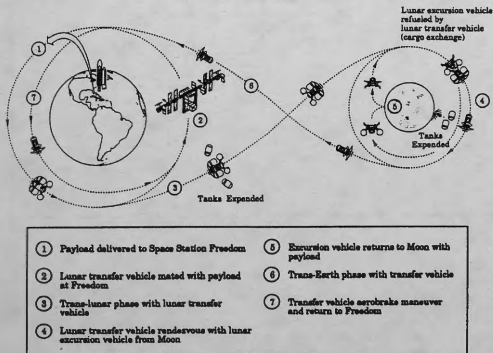 Lunar excursion vehicle
refueled by
lunar transfer vehicle
(cargo exchange)
1
7
6
2
5
4
Tanks
Expended
3
Tanks Expended
1 Payload delivered to Space Station Freedom
2 Lunar transfer vehicle mated with payload
at Freedom
3 Trans-lunar phase with lunar transfer
vehicle
4 Lunar transfer vehicle rendesvous with lunar
excursion vehicle from Moon
5 Excursion vehicle returns to Moon with
payload
6 Trans-Earth phase with transfer vehicle
7 Transfer vehicle aerobrake maneuver
and return to Freedom